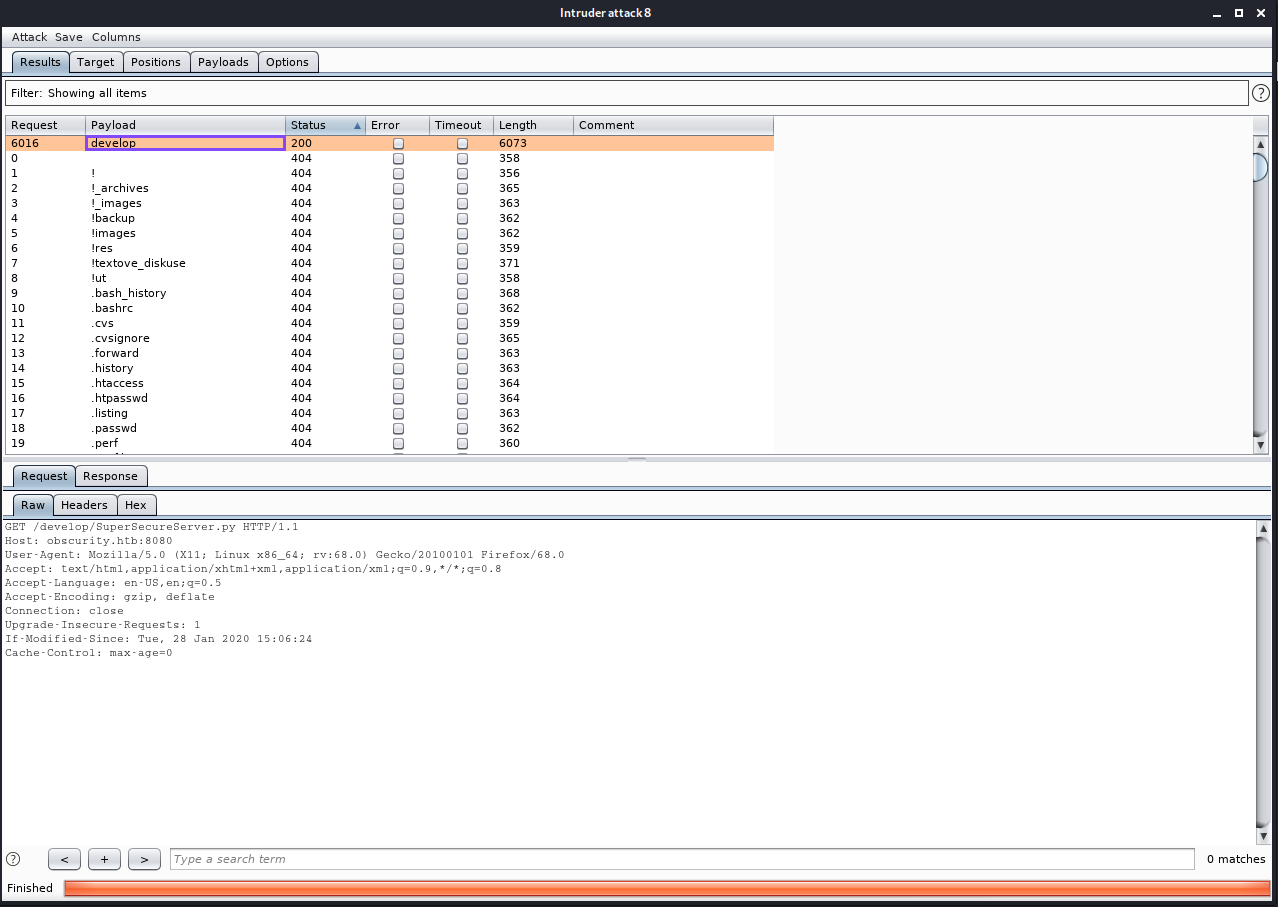 Intruder attack 8
Attack Save Columns
Results Target Positions Payloads Options
Filter: Showing all items ?
Request Payload Status Error Timeout Length Comment
6016 develop 200 6073
0 404 358
1 ! 404 356
2 !_archives 404 365
3 !_images 404 363
4 !backup 404 362
5 !images 404 362
6 !res 404 359
7 !textove_diskuse 404 371
8 !ut 404 358
9 .bash_history 404 368
10 .bashrc 404 362
11 .cvs 404 359
12 .cvsignore 404 365
13 .forward 404 363
14 .history 404 363
15 .htaccess 404 364
16 .htpasswd 404 364
17 .listing 404 363
18 .passwd 404 362
19 .perf 404 360
Request Response
Raw Headers Hex
GET /develop/SuperSecureServer.py HTTP/1.1
Host: obscurity.htb:8080
User-Agent: Mozilla/5.0 (X11; Linux x86_64; rv:68.0) Gecko/20100101 Firefox/68.0
Accept: text/html,application/xhtml+xml,application/xml;q=0.9,*/*;q=0.8
Accept-Language: en-US,en;q=0.5
Accept-Encoding: gzip, deflate
Connection: close
Upgrade-Insecure-Requests: 1
If-Modified-Since: Tue, 28 Jan 2020 15:06:24
Cache-Control: max-age=0
? < + > Type a search term 0 matches
Finished